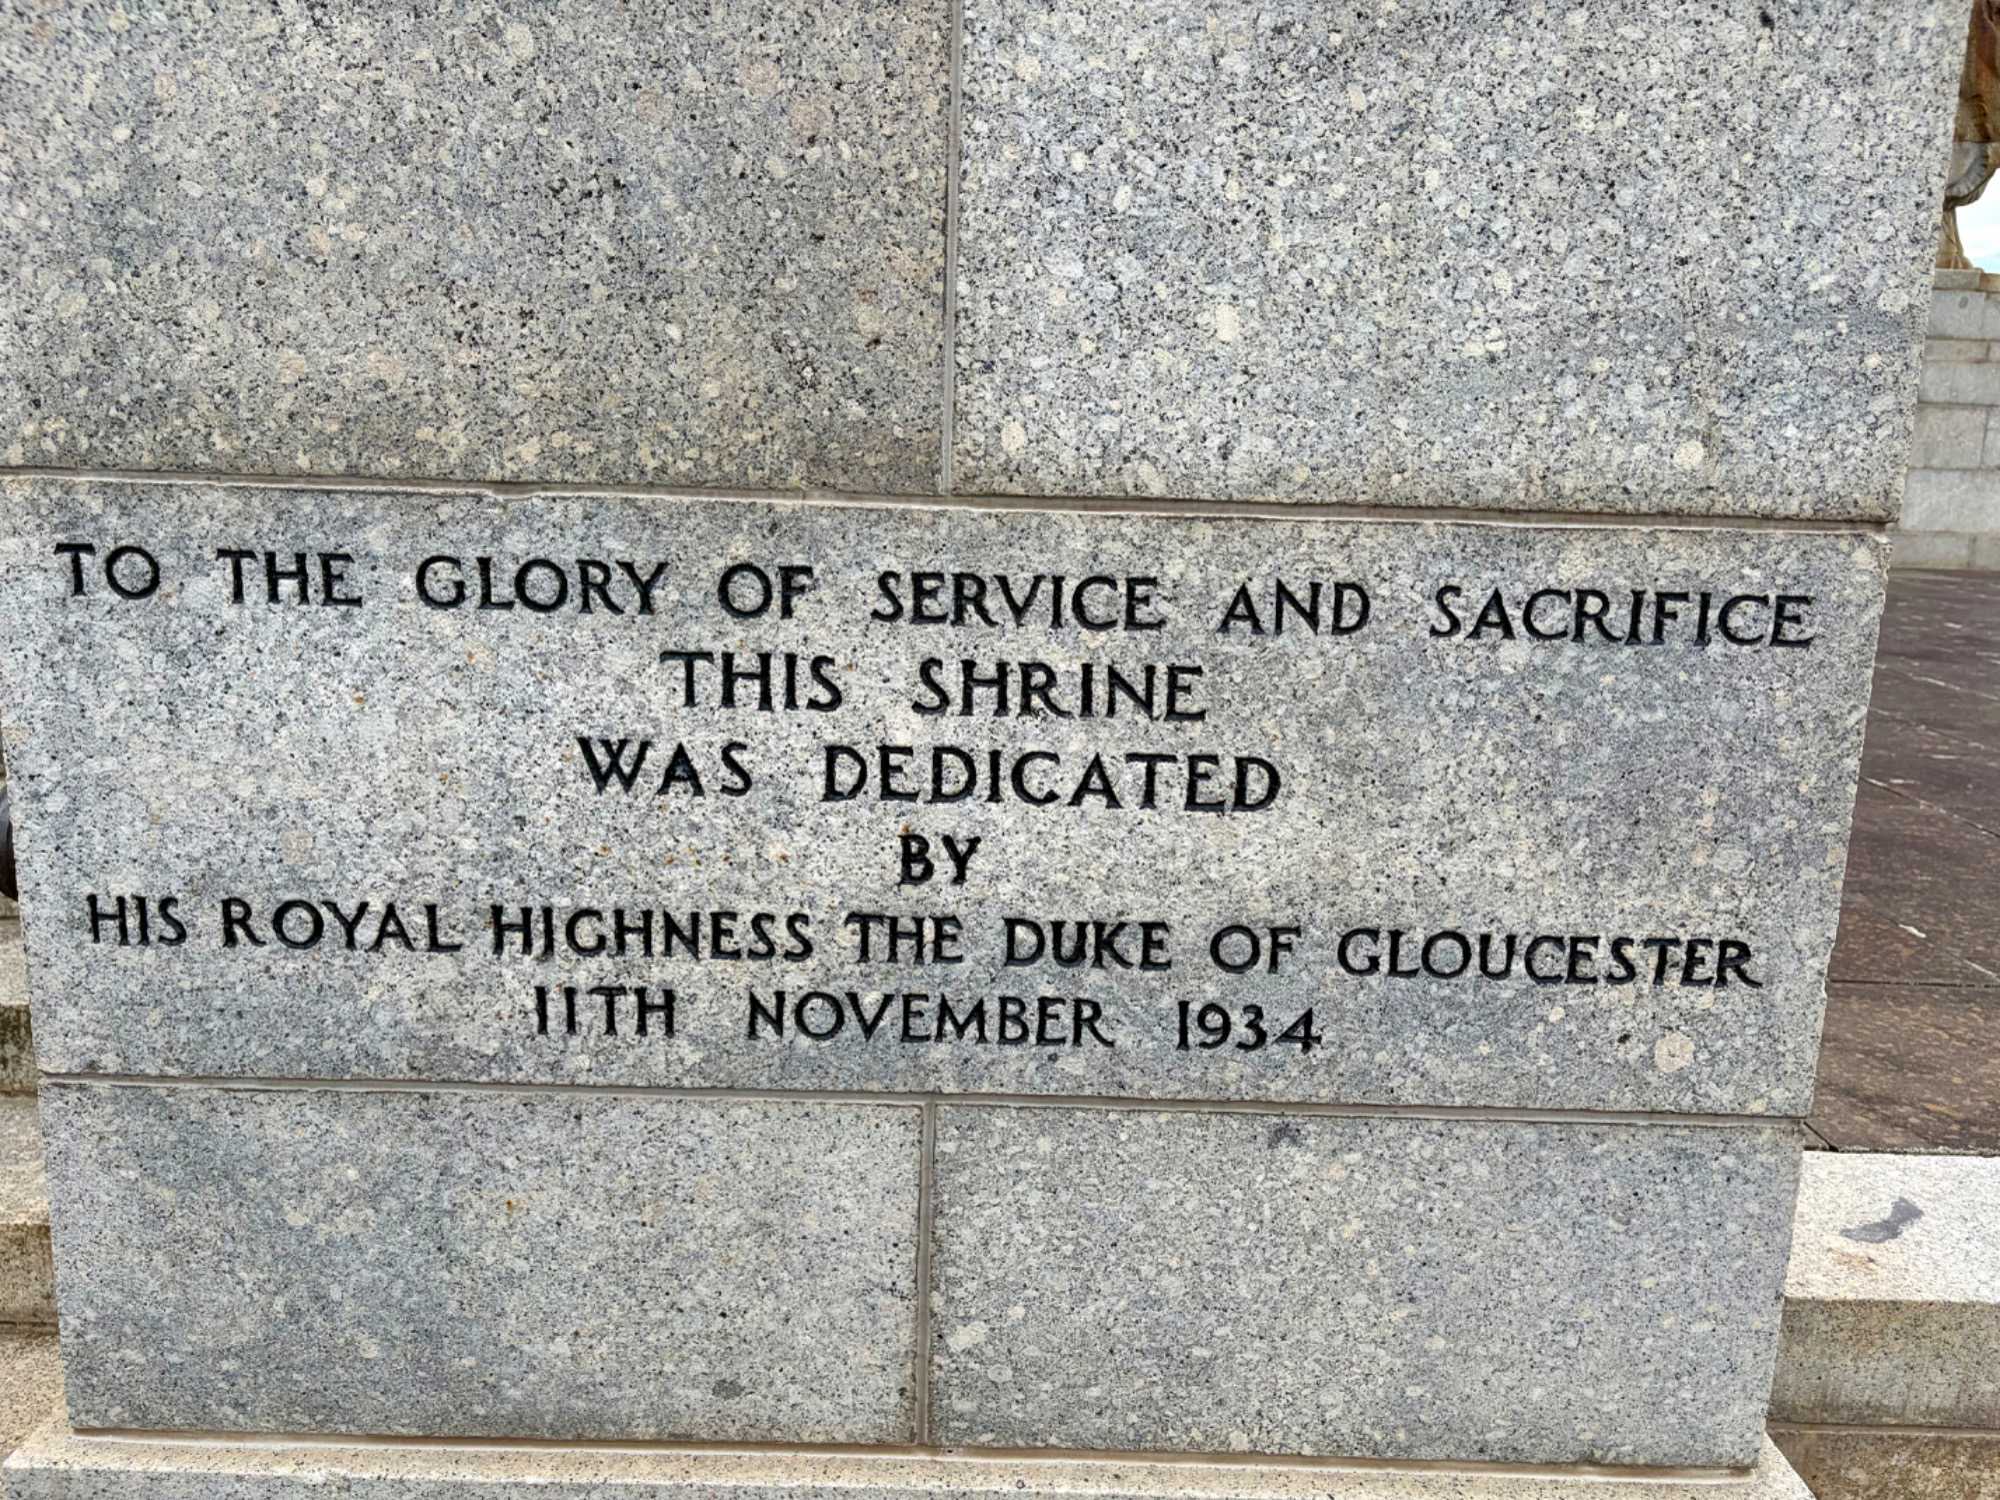 TO THE GLORY OF SERVICE AND SACRIFICE
THIS SHRINE
WAS DEDICATED
BY
HIS ROYAL HIGHNESS THE DUKE OF GLOUCESTER
11TH NOVEMBER 1934